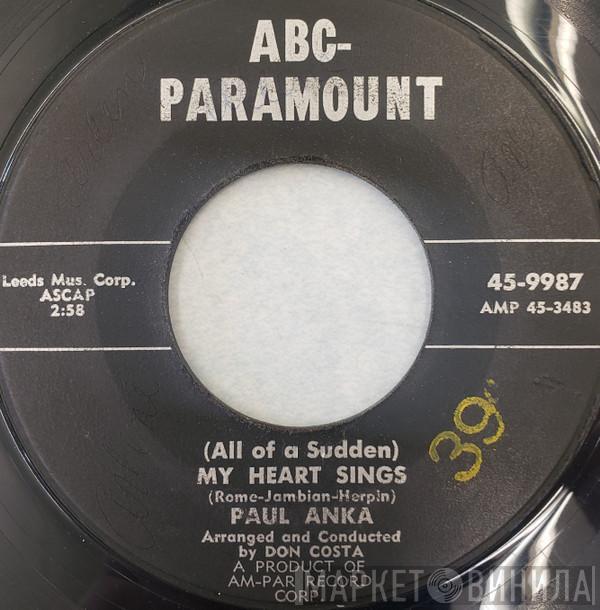 ABC-
PARAMOUNT
Leeds Mus. Corp.
ASCAP
2:58
45-9987
AMP 45-3483
39
(All of a Sudden)
MY HEART SINGS
(Rome-Jambian-Herpin)
PAUL ANKA
Arranged and Conducted
by DON COSTA
A PRODUCT OF
AM-PAR RECORD
CORP.
МАРКЕТ ВИНИЛА